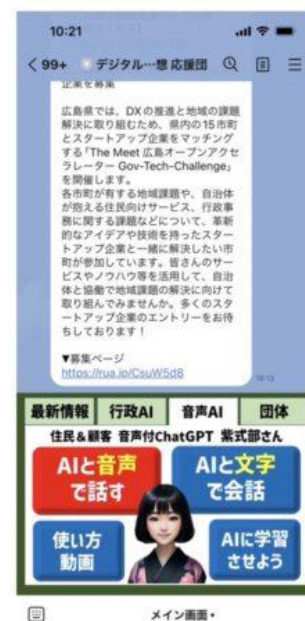 10:21
< 99+ デジタル…想 応援団
企業を募集
広島県では、DXの推進と地域の課題
解決に取り組むため、県内の15市町
とスタートアップ企業をマッチング
する「The Meet 広島オープンアクセ
ラレーター Gov-Tech-Challenge」
を開催します。
各市町が有する地域課題や、自治体
が抱える住民向けサービス、行政事
務に関する課題などについて、革新
的なアイデアや技術を持ったスター
トアップ企業と一緒に解決したい市
町が参加しています。皆さんのサー
ビスやノウハウ等を活用して、自治
体と協働で地域課題の解決に向けて
取り組んでみませんか。多くのスタ
ートアップ企業のエントリーをお待
ちしております！
▼募集ページ
https://rua.jp/CsuW5d8
18:13
最新情報 行政AI 音声AI 団体
住民&顧客 音声付ChatGPT 紫式部さん
AIと音声
で話す
AIと文字
で会話
使い方
動画
AIに学習
させよう
メイン画面▾